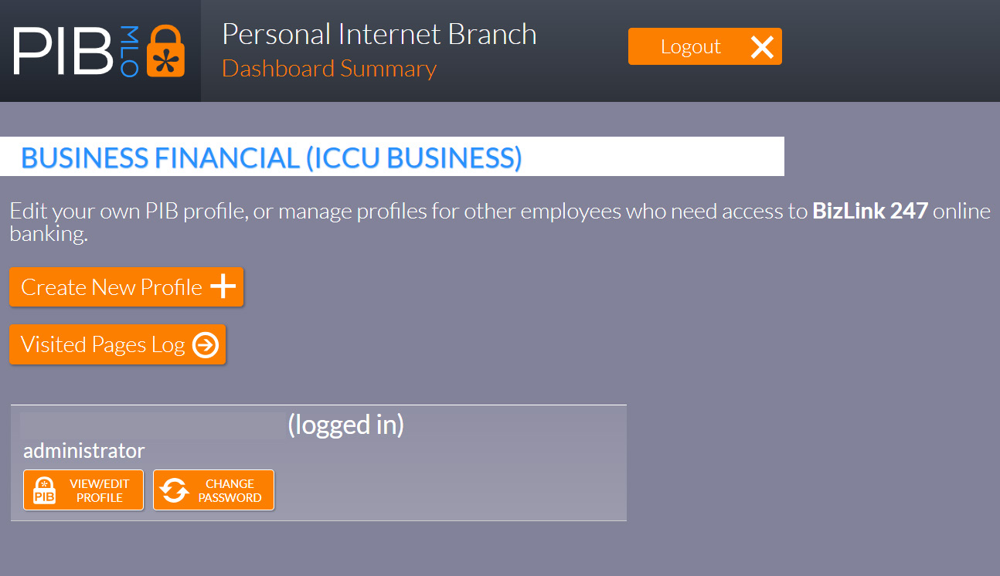 PIB MLO
Personal Internet Branch
Dashboard Summary
Logout
BUSINESS FINANCIAL (ICCU BUSINESS)
Edit your own PIB profile, or manage profiles for other employees who need access to BizLink 247 online
banking.
Create New Profile
Visited Pages Log
(logged in)
administrator
PIB
VIEW/EDIT
PROFILE
CHANGE
PASSWORD